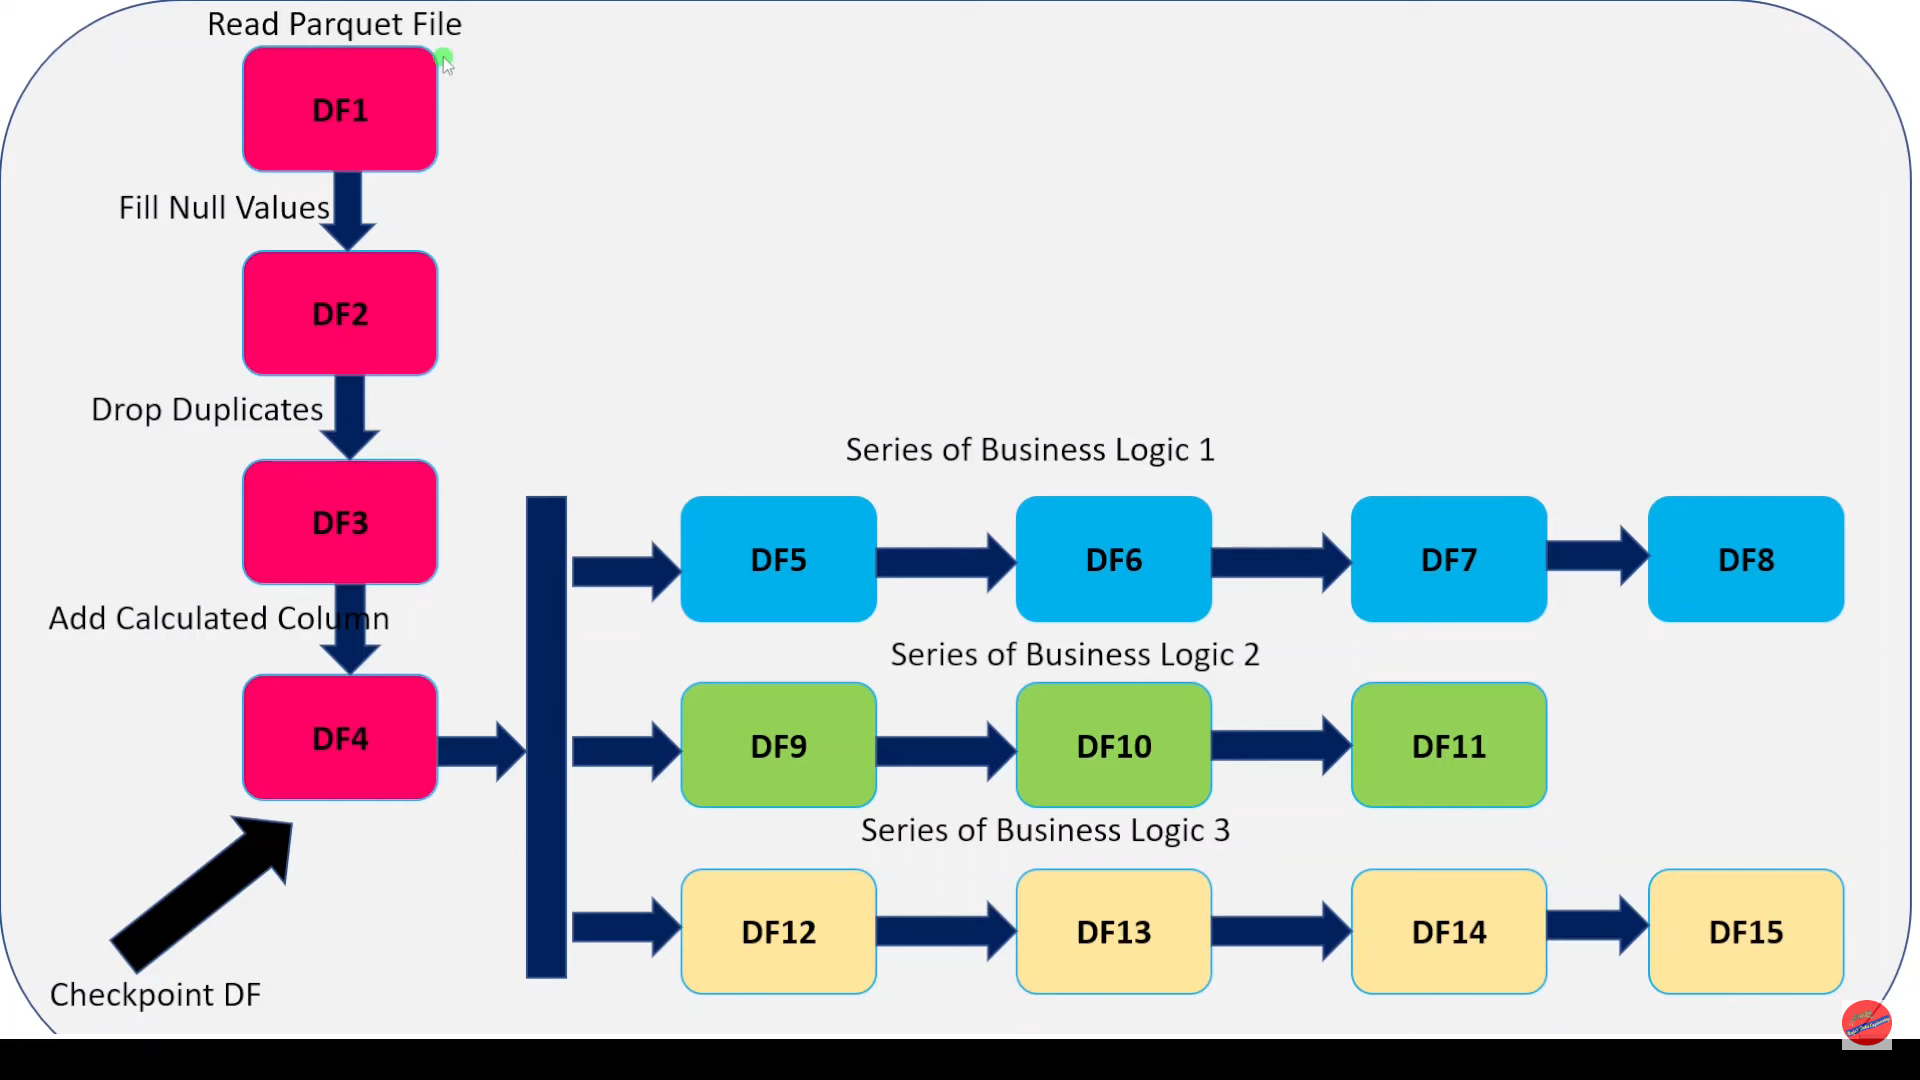 Read Parquet File
DF1
Fill Null Values
DF2
Drop Duplicates
DF3
Add Calculated Column
DF4
Checkpoint DF
Series of Business Logic 1
DF5
DF6
DF7
DF8
Series of Business Logic 2
DF9
DF10
DF11
Series of Business Logic 3
DF12
DF13
DF14
DF15